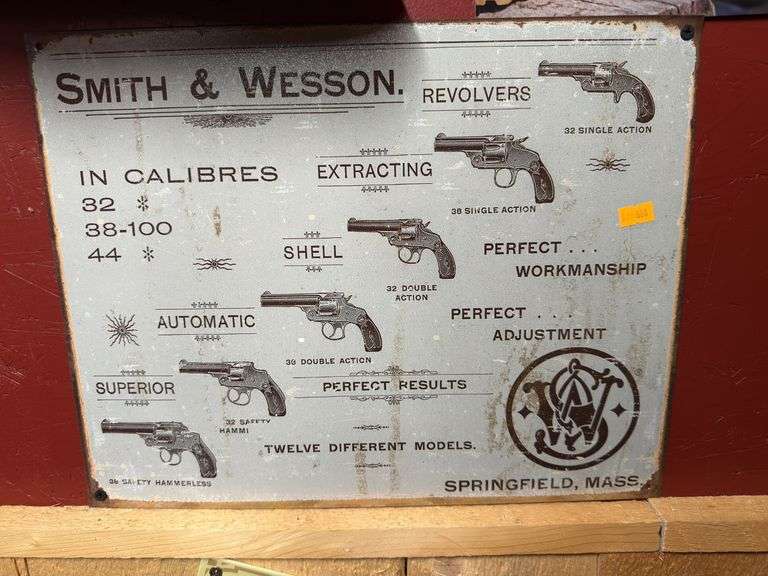 SMITH & WESSON.
REVOLVERS
32 SINGLE ACTION
IN CALIBRES
EXTRACTING
38 SINGLE ACTION
32
38-100
44
SHELL
PERFECT . . .
WORKMANSHIP
32 DOUBLE
ACTION
AUTOMATIC
PERFECT . . .
ADJUSTMENT
38 DOUBLE ACTION
SUPERIOR
PERFECT RESULTS
32 SAFETY
HAMM
TWELVE DIFFERENT MODELS.
38 SAFETY HAMMERLESS
SW
SPRINGFIELD, MASS.